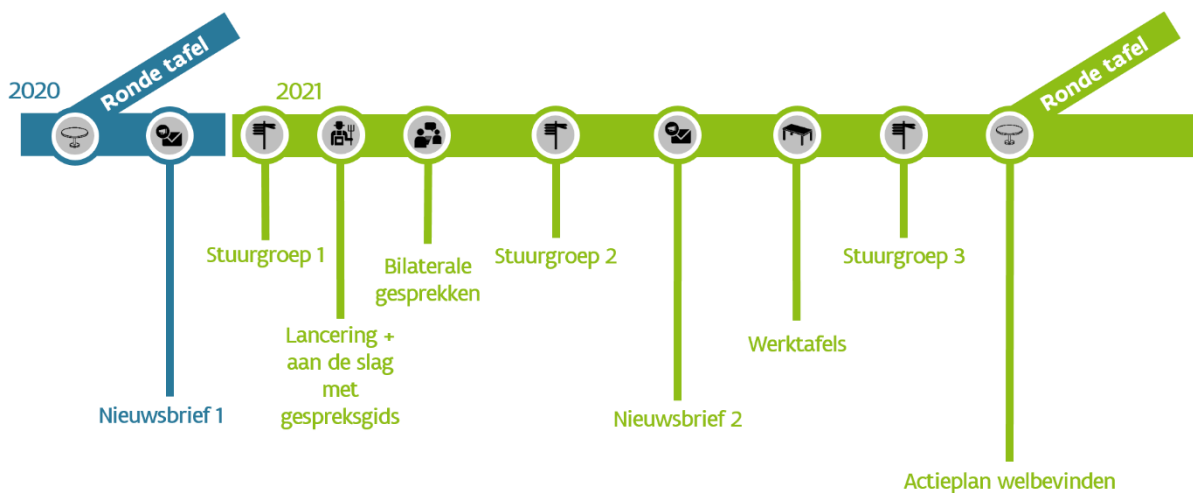 Ronde tafel
Ronde tafel
2020
2021
Stuurgroep 1
Stuurgroep 2
Stuurgroep 3
Bilaterale
gesprekken
Lancering +
aan de slag
met
gespreksgids
Werktafels
Nieuwsbrief 1
Nieuwsbrief 2
Actieplan welbevinden